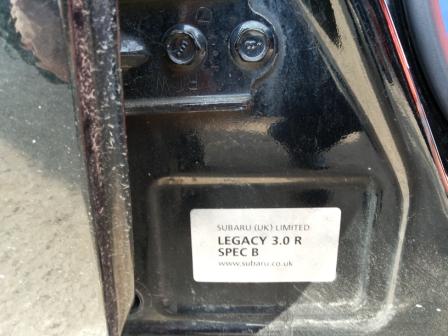 SUBARU (UK) LIMITED
LEGACY 3.0 R
SPEC B
www.subaru.co.uk